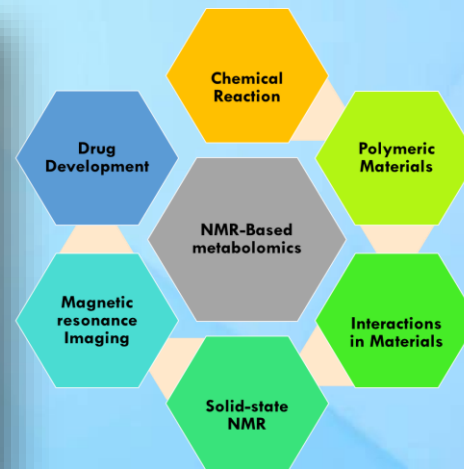 Chemical
Reaction
Drug
Development
Polymeric
Materials
NMR-Based
metabolomics
Magnetic
resonance
Imaging
Interactions
in Materials
Solid-state
NMR